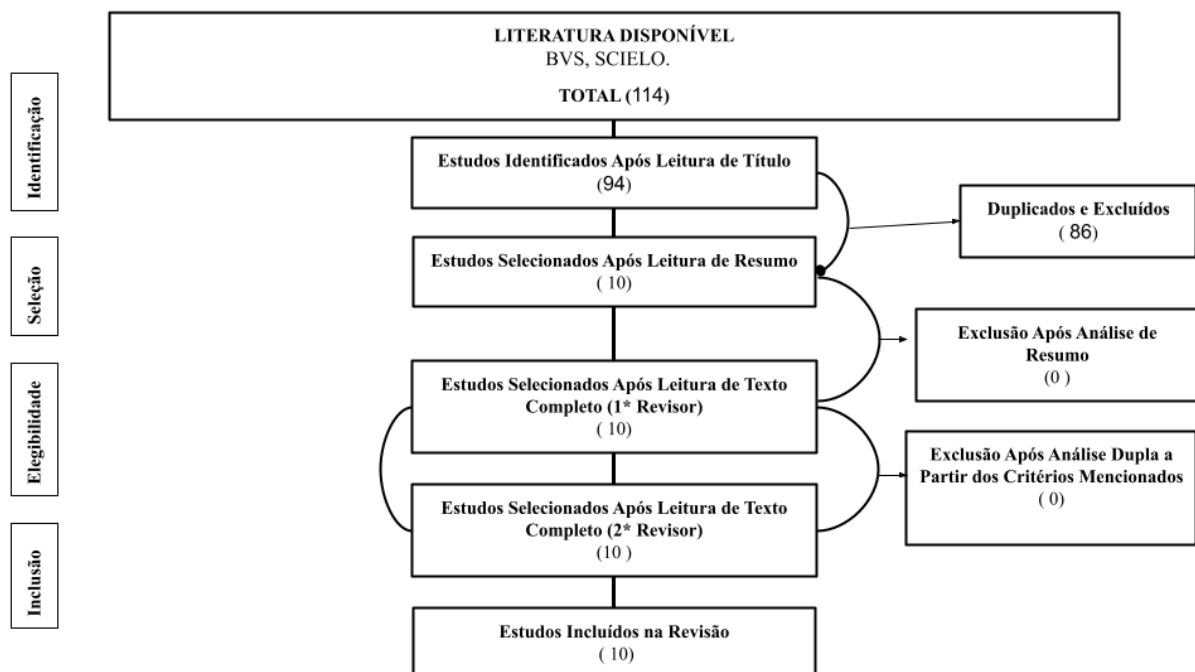 LITERATURA DISPONÍVEL
BVS, SCIELO.
TOTAL (114)
Identificação
Estudos Identificados Após Leitura de Título
(94)
Duplicados e Excluídos
( 86)
Seleção
Estudos Selecionados Após Leitura de Resumo
( 10)
Exclusão Após Análise de
Resumo
(0 )
Elegibilidade
Estudos Selecionados Após Leitura de Texto
Completo (1* Revisor)
( 10)
Exclusão Após Análise Dupla a
Partir dos Critérios Mencionados
( 0)
Estudos Selecionados Após Leitura de Texto
Completo (2* Revisor)
(10 )
Inclusão
Estudos Incluídos na Revisão
( 10)